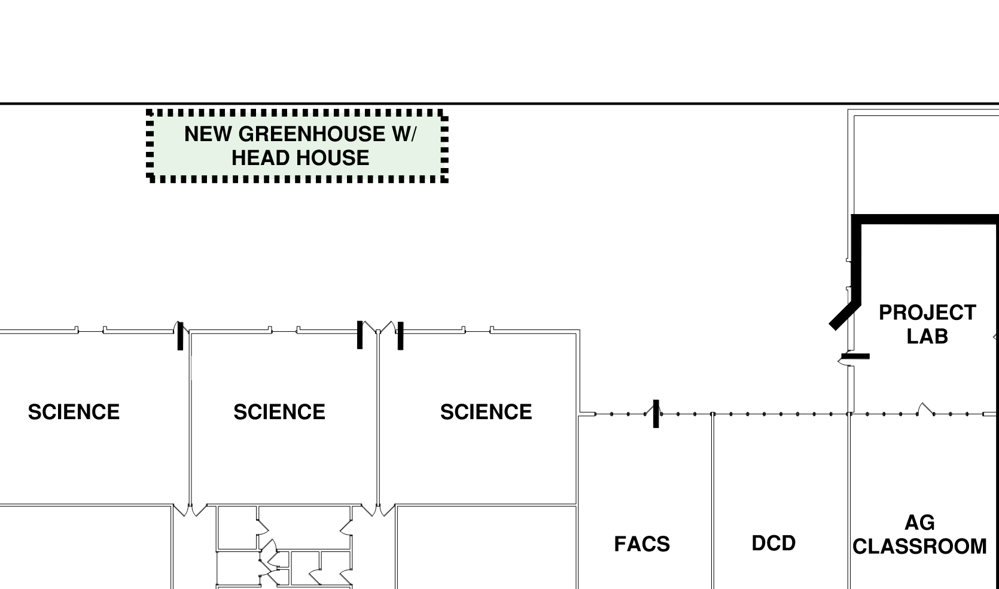 NEW GREENHOUSE W/
HEAD HOUSE
PROJECT
LAB
SCIENCE
SCIENCE
SCIENCE
FACS
DCD
AG
CLASSROOM